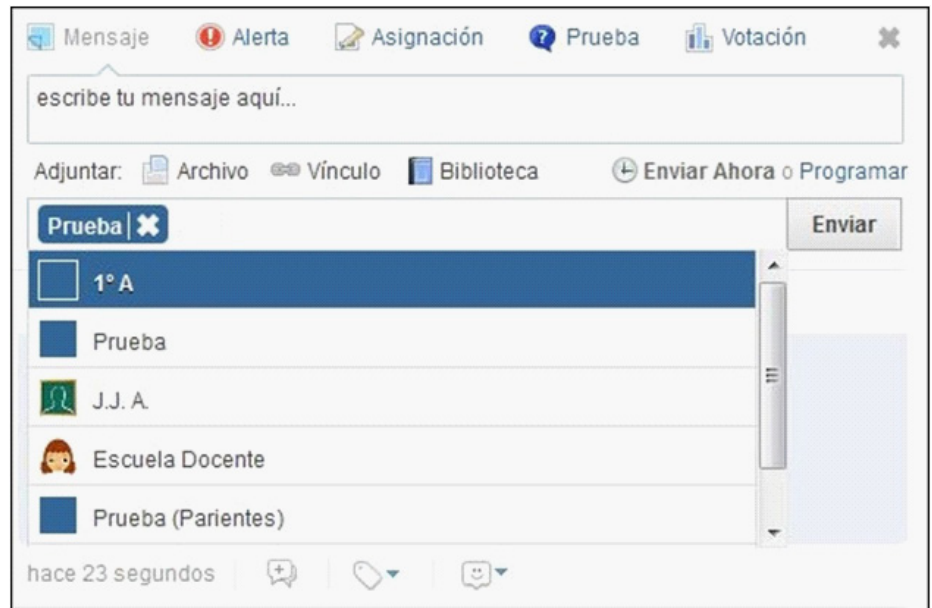 Mensaje Alerta Asignación Prueba Votación
escribe tu mensaje aquí...
Adjuntar: Archivo Vínculo Biblioteca Enviar Ahora o Programar
Prueba Enviar
1º A
Prueba
J.J. A.
Escuela Docente
Prueba (Parientes)
hace 23 segundos